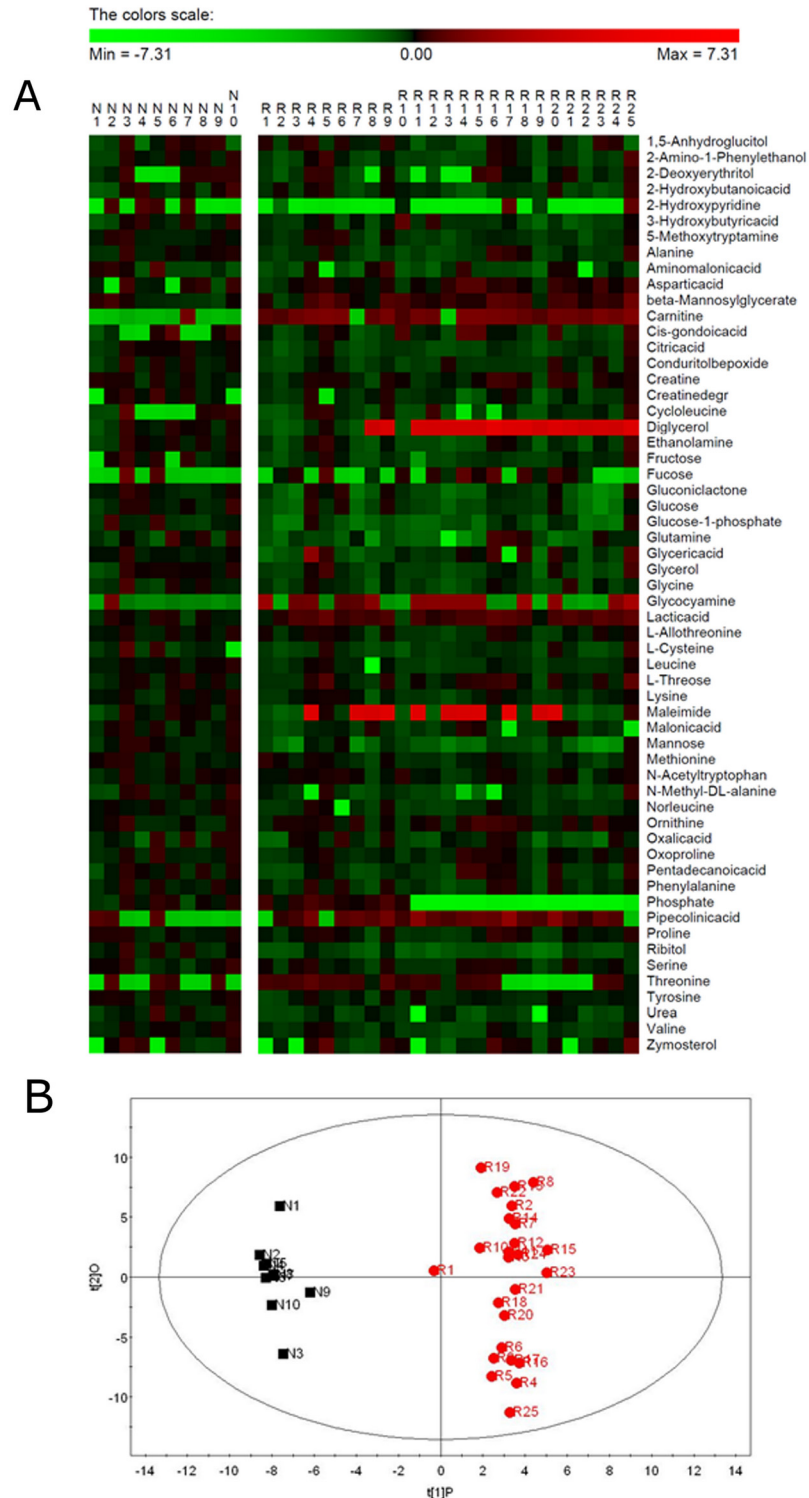 The colors scale:
Min = -7.31 0.00 Max = 7.31
A
N1 N2 N3 N4 N5 N6 N7 N8 N9 N10 R1 R2 R3 R4 R5 R6 R7 R8 R9 R10 R11 R12 R13 R14 R15 R16 R17 R18 R19 R20 R21 R22 R23 R24 R25
1,5-Anhydroglucitol
2-Amino-1-Phenylethanol
2-Deoxyerythritol
2-Hydroxybutanoicacid
2-Hydroxypyridine
3-Hydroxybutyricacid
5-Methoxytryptamine
Alanine
Aminomalonicacid
Asparticacid
beta-Mannosylglycerate
Carnitine
Cis-gondoicacid
Citricacid
Conduritolbepoxide
Creatine
Creatinedegr
Cycloleucine
Diglycerol
Ethanolamine
Fructose
Fucose
Gluconiclactone
Glucose
Glucose-1-phosphate
Glutamine
Glycericacid
Glycerol
Glycine
Glycocyamine
Lacticacid
L-Allothreonine
L-Cysteine
Leucine
L-Threose
Lysine
Maleimide
Malonicacid
Mannose
Methionine
N-Acetyltryptophan
N-Methyl-DL-alanine
Norleucine
Ornithine
Oxalicacid
Oxoproline
Pentadecanoicacid
Phenylalanine
Phosphate
Pipecolinicacid
Proline
Ribitol
Serine
Threonine
Tyrosine
Urea
Valine
Zymosterol
B
10
5
0
-5
-10
t[2]O
R19 R8
R22
N1 R2
R14
R7
R12
N2 R10 R15
R1 R23
N9 R21
N10 R18
R20
R6
N3 R16
R5 R4
R25
-14 -12 -10 -8 -6 -4 -2 0 2 4 6 8 10 12 14
t[1]P